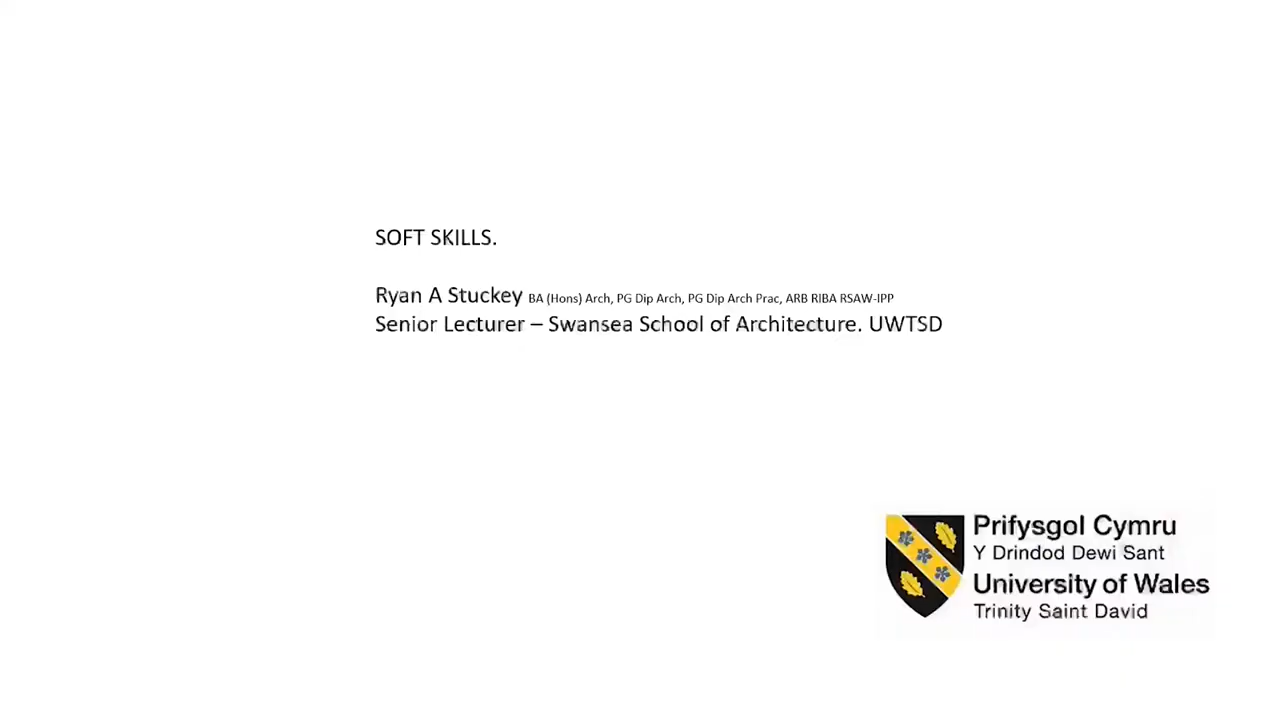 SOFT SKILLS.
Ryan A Stuckey BA (Hons) Arch, PG Dip Arch, PG Dip Arch Prac, ARB RIBA RSAW-IPP
Senior Lecturer – Swansea School of Architecture. UWTSD
Prifysgol Cymru
Y Drindod Dewi Sant
University of Wales
Trinity Saint David